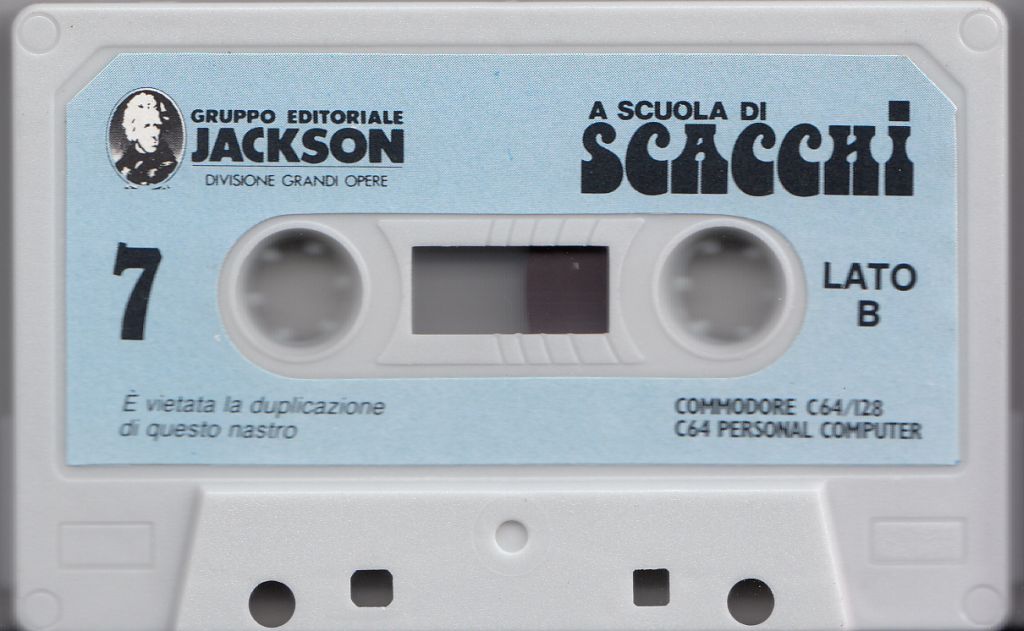 GRUPPO EDITORIALE
JACKSON
DIVISIONE GRANDI OPERE
A SCUOLA DI
SCACCHI
7
LATO
B
È vietata la duplicazione
di questo nastro
COMMODORE C64/128
C64 PERSONAL COMPUTER